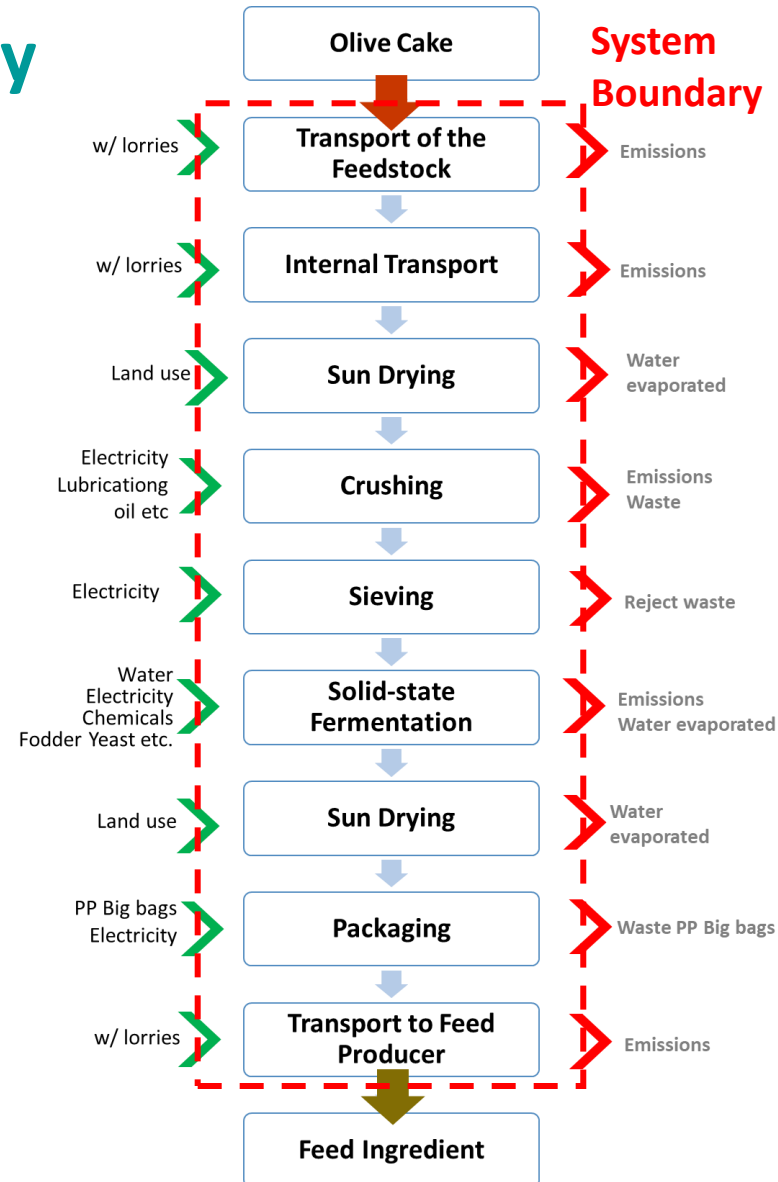 y
Olive Cake
System
Boundary
w/ lorries
Transport of the
Feedstock
Emissions
w/ lorries
Internal Transport
Emissions
Land use
Sun Drying
Water
evaporated
Electricity
Lubricationg
oil etc
Crushing
Emissions
Waste
Electricity
Sieving
Reject waste
Water
Electricity
Chemicals
Fodder Yeast etc.
Solid-state
Fermentation
Emissions
Water evaporated
Land use
Sun Drying
Water
evaporated
PP Big bags
Electricity
Packaging
Waste PP Big bags
w/ lorries
Transport to Feed
Producer
Emissions
Feed Ingredient